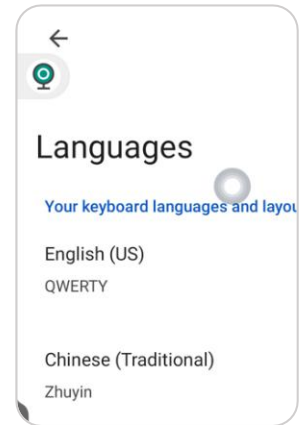 Languages
Your keyboard languages and layou
English (US)
QWERTY
Chinese (Traditional)
Zhuyin